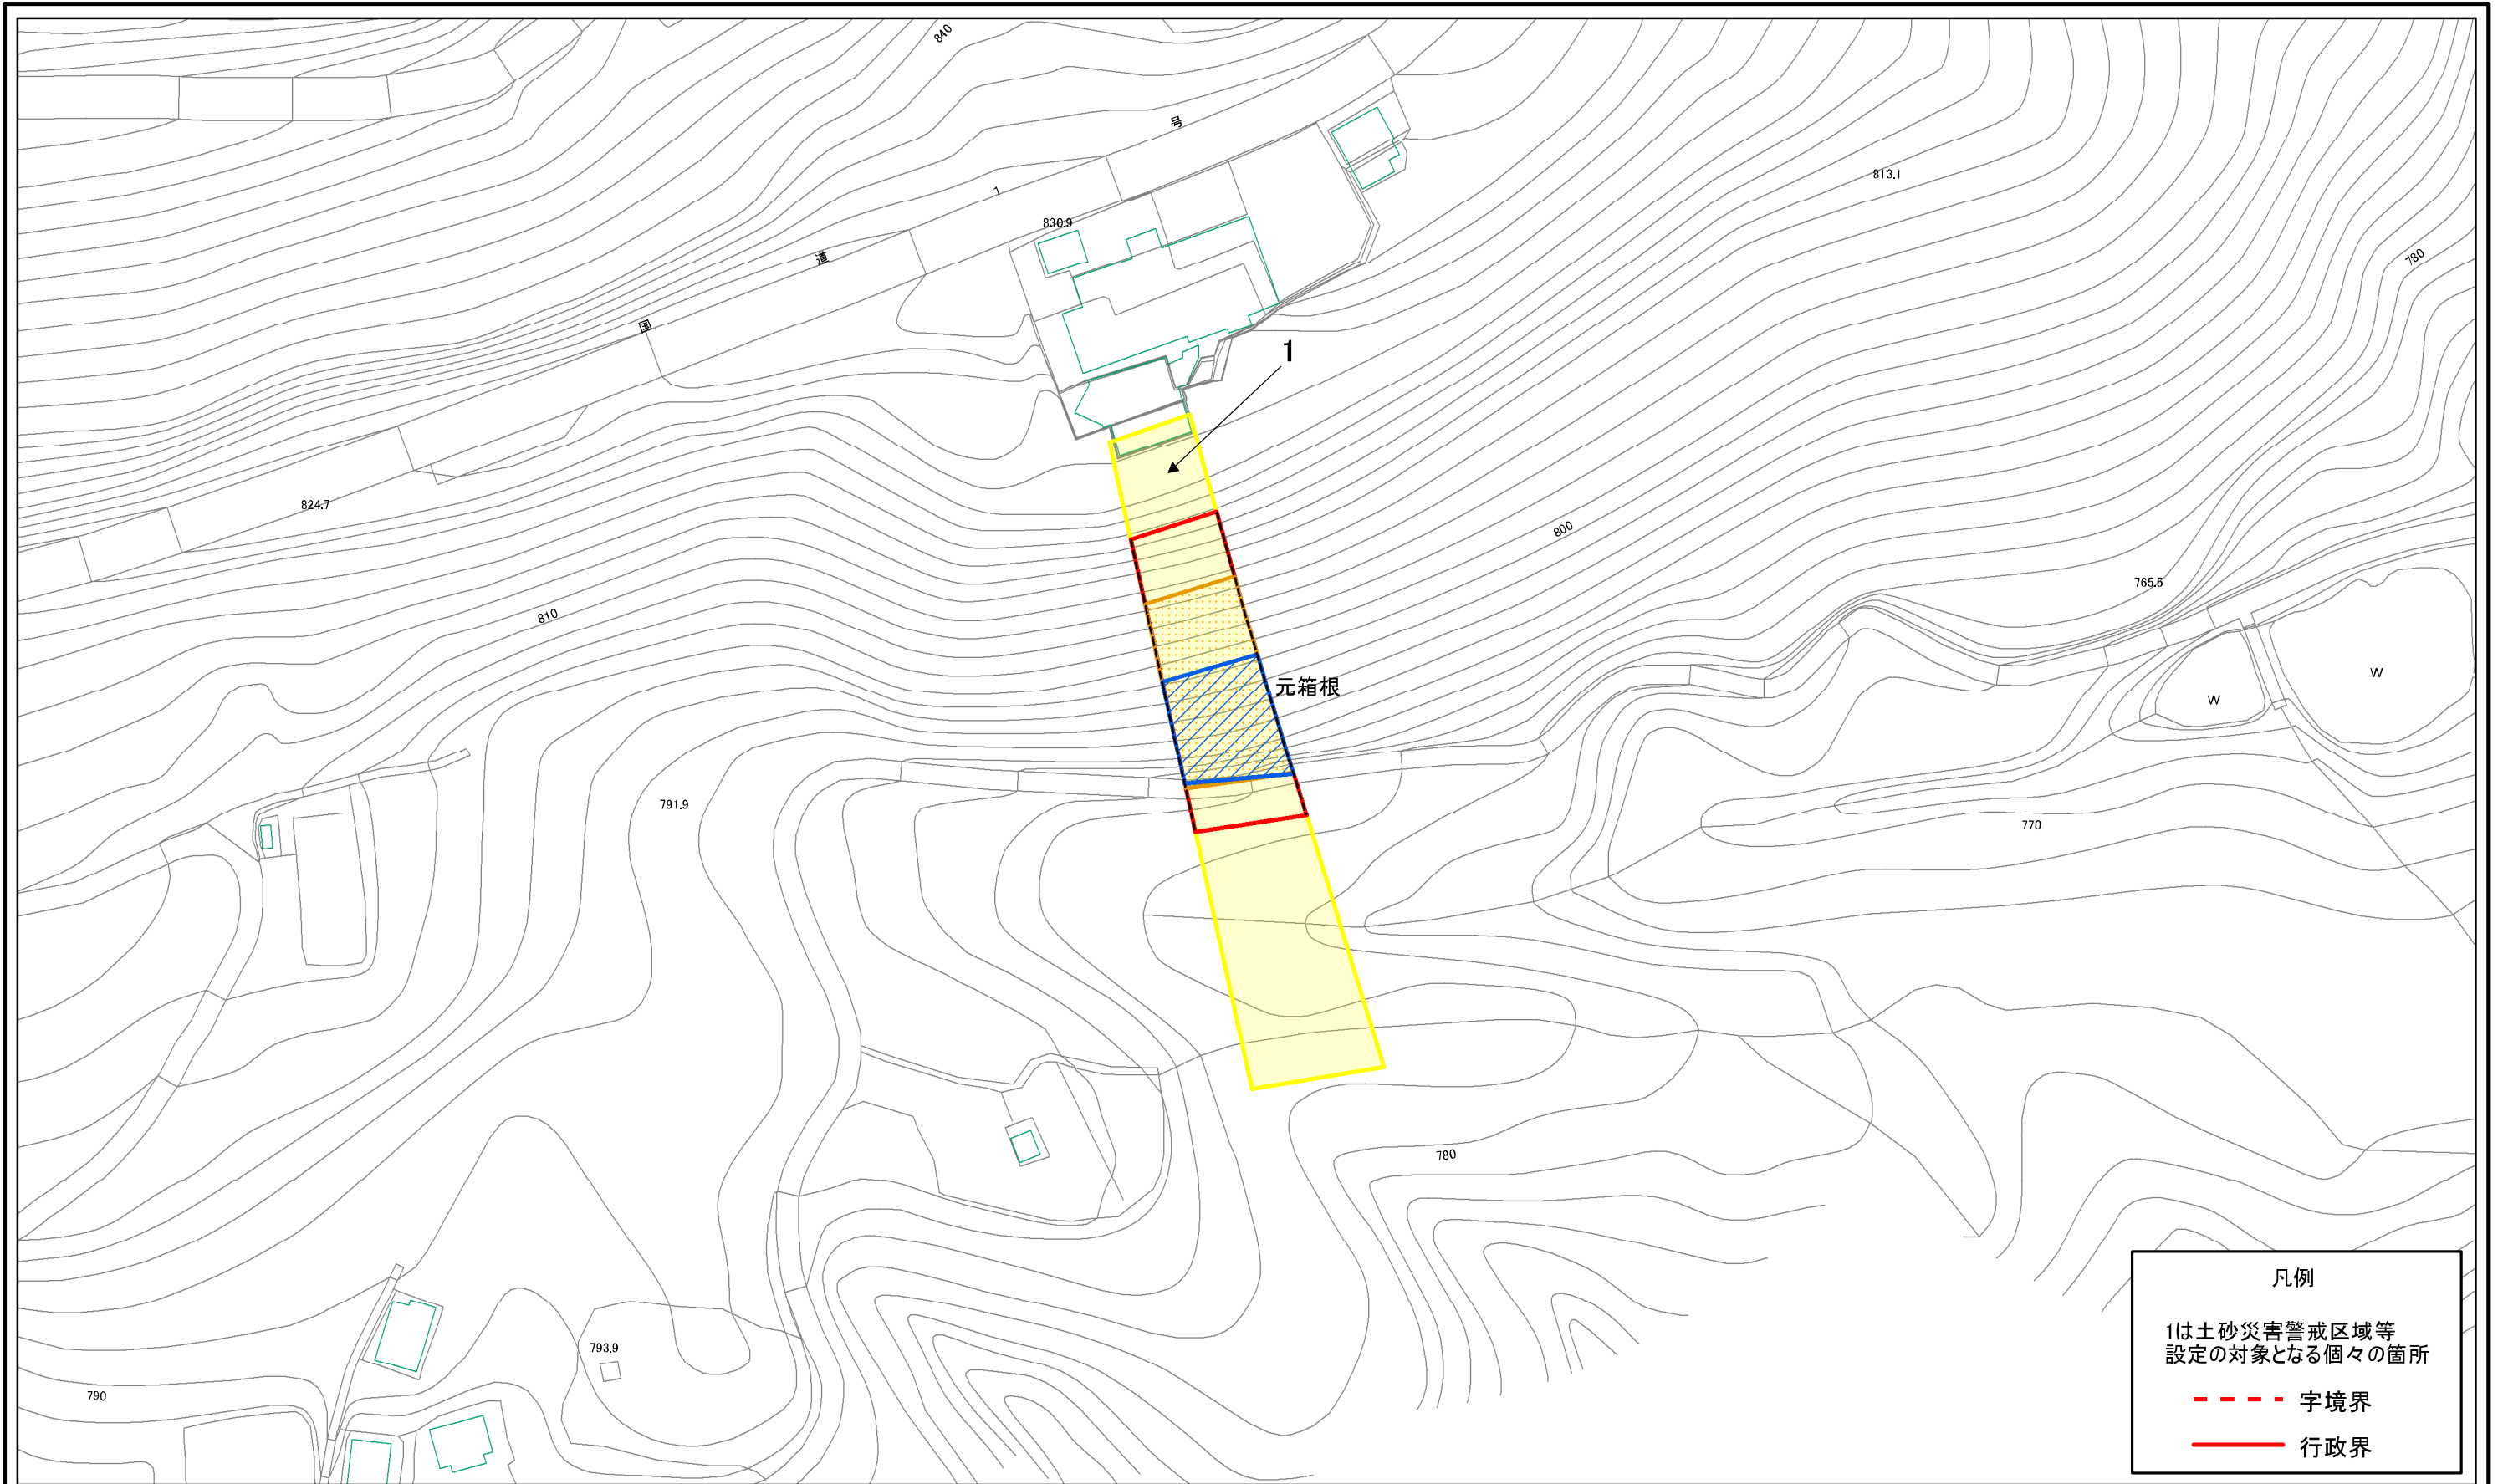 840
号
1
813.1
830.9
780
道
国
1
824.7
800
765.5
810
元箱根
W
W
791.9
770
780
793.9
790
凡例
1は土砂災害警戒区域等
設定の対象となる個々の箇所
字境界
行政界